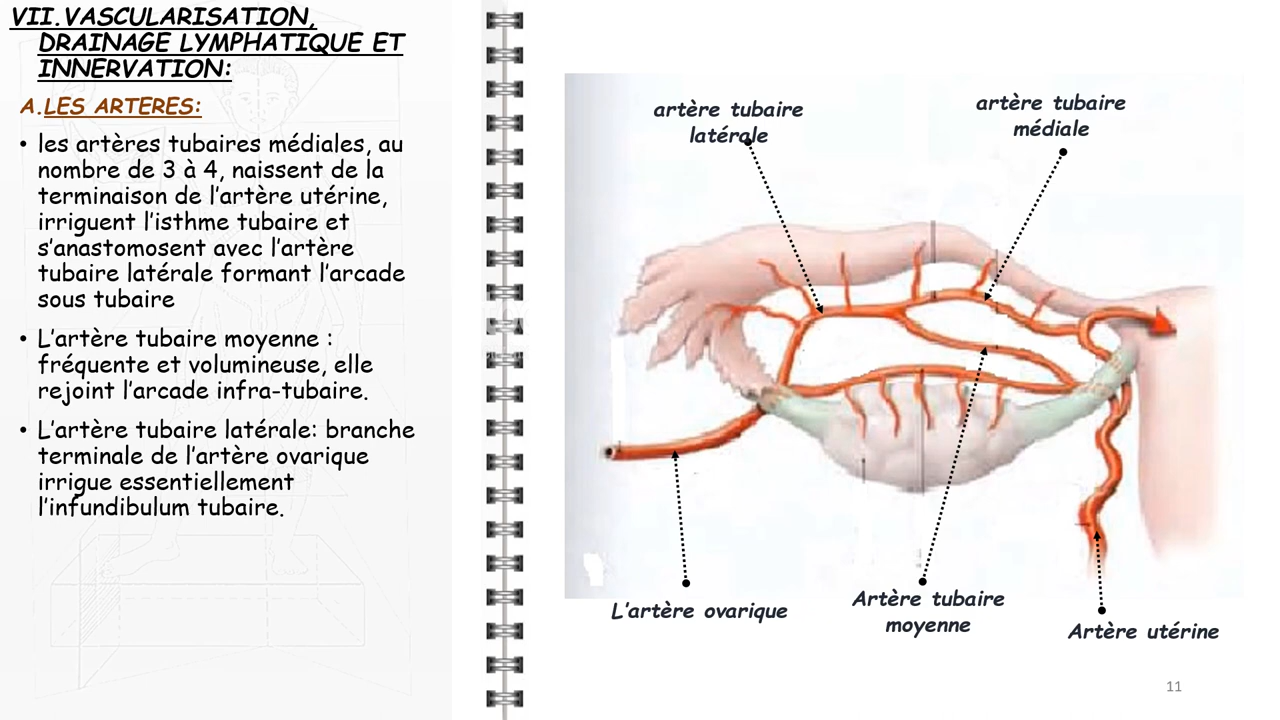 VII.VASCULARISATION,
DRAINAGE LYMPHATIQUE ET
INNERVATION:
A.LES ARTERES:
• les artères tubaires médiales, au
nombre de 3 à 4, naissent de la
terminaison de l'artère utérine,
irriguent l'isthme tubaire et
s'anastomosent avec l'artère
tubaire latérale formant l'arcade
sous tubaire
• L'artère tubaire moyenne :
fréquente et volumineuse, elle
rejoint l'arcade infra-tubaire.
• L'artère tubaire latérale: branche
terminale de l'artère ovarique
irrigue essentiellement
l'infundibulum tubaire.
artère tubaire
latérale
artère tubaire
médiale
L'artère ovarique
Artère tubaire
moyenne
Artère utérine
11